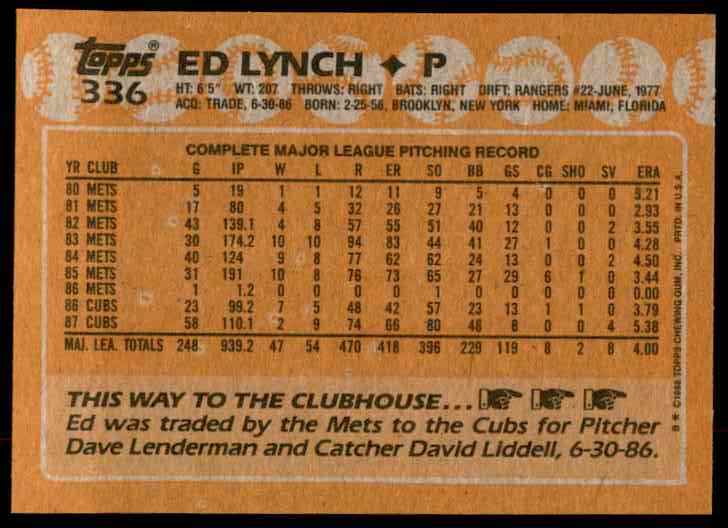 topps®
336
ED LYNCH ✦ P
HT: 6'5" WT: 207 THROWS: RIGHT BATS: RIGHT DRFT: RANGERS #22-JUNE, 1977
ACQ: TRADE, 6-30-86 BORN: 2-25-56, BROOKLYN, NEW YORK HOME: MIAMI, FLORIDA
COMPLETE MAJOR LEAGUE PITCHING RECORD
YR CLUB G IP W L R ER SO BB GS CG SHO SV ERA
80 METS 5 19 1 1 12 11 9 5 4 0 0 0 5.21
81 METS 17 80 4 5 32 26 27 21 13 0 0 0 2.93
82 METS 43 139.1 4 8 57 55 51 40 12 0 0 2 3.55
83 METS 30 174.2 10 10 94 83 44 41 27 1 0 0 4.28
84 METS 40 124 9 8 77 62 62 24 13 0 0 2 4.50
85 METS 31 191 10 8 76 73 65 27 29 6 1 0 3.44
86 METS 1 1.2 0 0 0 0 1 0 0 0 0 0 0.00
86 CUBS 23 99.2 7 5 48 42 57 23 13 1 1 0 3.79
87 CUBS 58 110.1 2 9 74 66 80 48 8 0 0 4 5.38
MAJ. LEA. TOTALS 248 939.2 47 54 470 418 396 229 119 8 2 8 4.00
THIS WAY TO THE CLUBHOUSE...
Ed was traded by the Mets to the Cubs for Pitcher
Dave Lenderman and Catcher David Liddell, 6-30-86.
B ✱ ©1988 TOPPS CHEWING GUM, INC. PRTD. IN U.S.A.